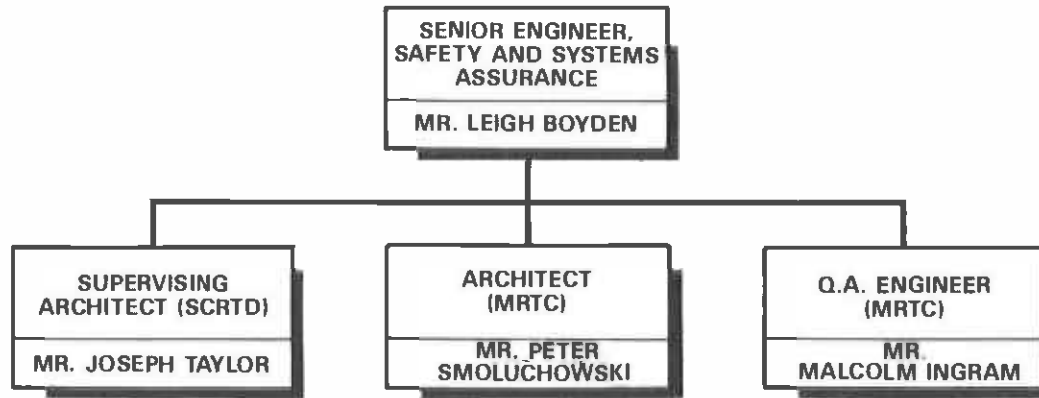 SENIOR ENGINEER,
SAFETY AND SYSTEMS
ASSURANCE
MR. LEIGH BOYDEN
SUPERVISING
ARCHITECT (SCRTD)
MR. JOSEPH TAYLOR
ARCHITECT
(MRTC)
MR. PETER
SMOLUCHOWSKI
Q.A. ENGINEER
(MRTC)
MR.
MALCOLM INGRAM